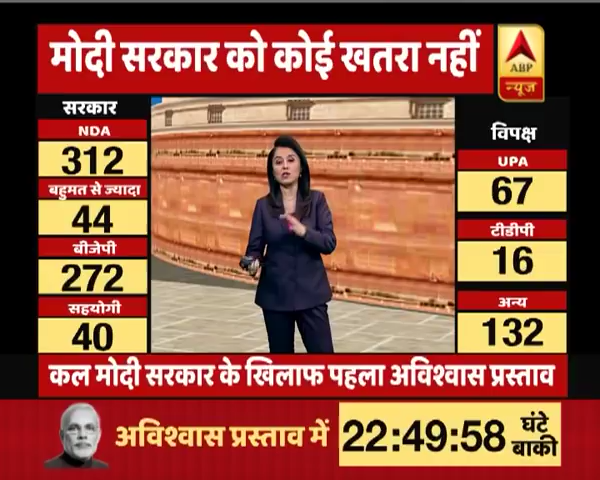 मोदी सरकार को कोई खतरा नहीं
ABP
न्यूज़
सरकार
NDA
312
बहुमत से ज्यादा
44
बीजेपी
272
सहयोगी
40
विपक्ष
UPA
67
टीडीपी
16
अन्य
132
कल मोदी सरकार के खिलाफ पहला अविश्वास प्रस्ताव
अविश्वास प्रस्ताव में
22:49:58
घंटे
बाकी